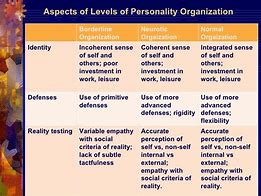 Aspects of Levels of Personality Organization
Borderline
Organization
Neurotic
Orgnaization
Normal
Organization
Identity
Incoherent sense
of self and
others; poor
investment in
work, leisure
Coherent sense
of self and
others;
investment in
work, leisure
Integrated sense
of self and
others;
investment in
work, leisure
Defenses
Use of primitive
defenses
Use of more
advanced
defenses; rigidity
Use of more
advanced
defenses;
flexibility
Reality testing
Variable empathy
with social
criteria of reality;
lack of subtle
tactfulness
Accurate
perception of
self vs. non-self
internal vs
external;
empathy with
social criteria of
reality.
Accurate
perception of
self vs, non-self
internal vs.
external;
empathy with
social criteria of
reality.